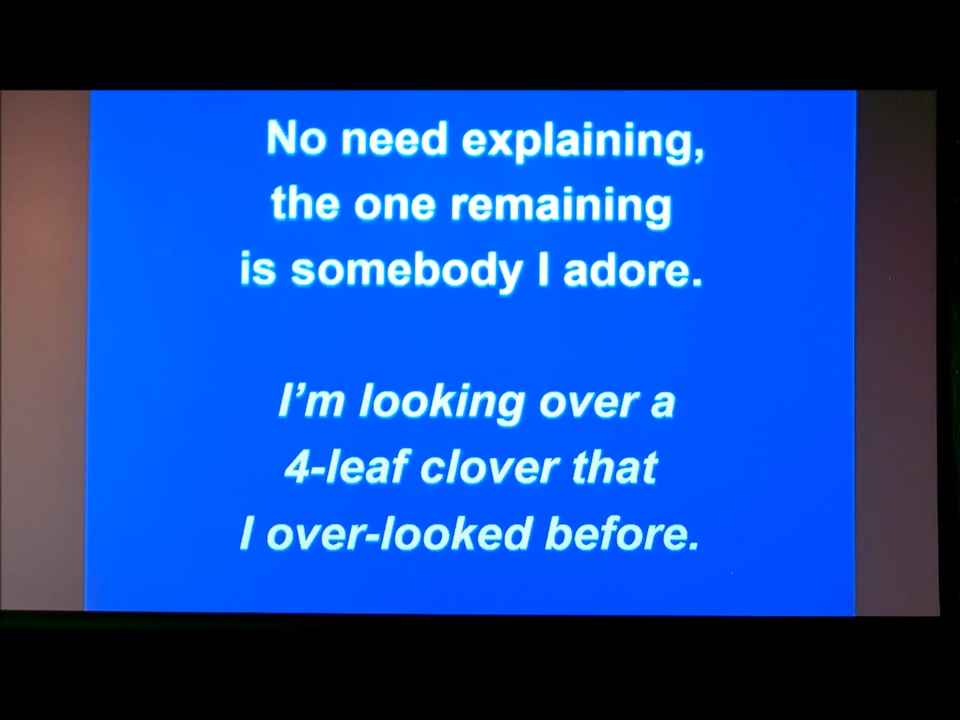 No need explaining,
the one remaining
is somebody I adore.
I’m looking over a
4-leaf clover that
I over-looked before.